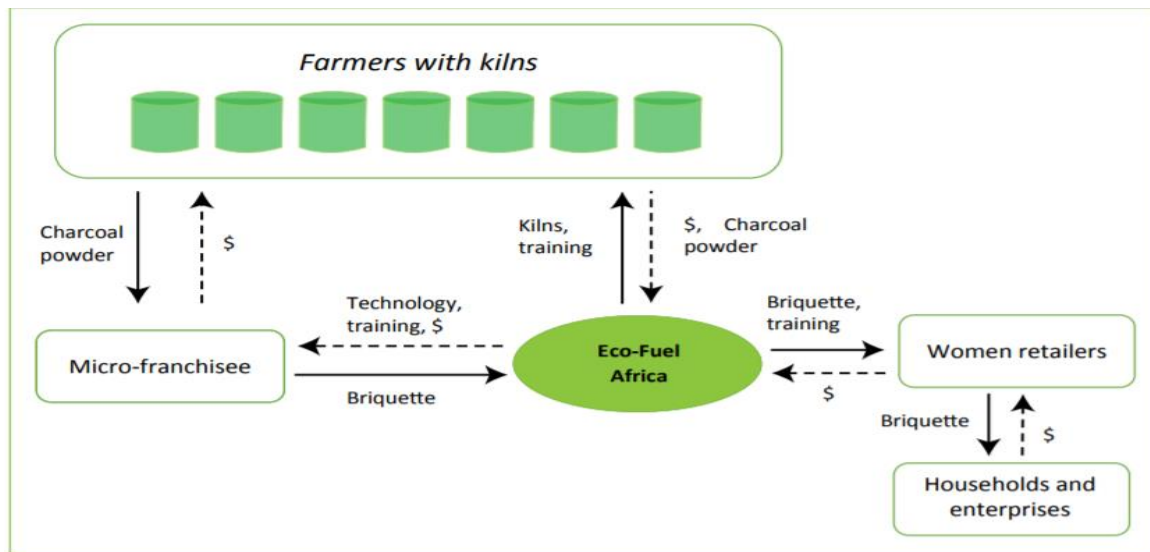 Farmers with kilns
Charcoal
powder
$
Kilns,
training
$, Charcoal
powder
Technology,
training, $
Briquette,
training
Micro-franchisee
Eco-Fuel
Africa
Women retailers
Briquette
$
Briquette
$
Households and
enterprises